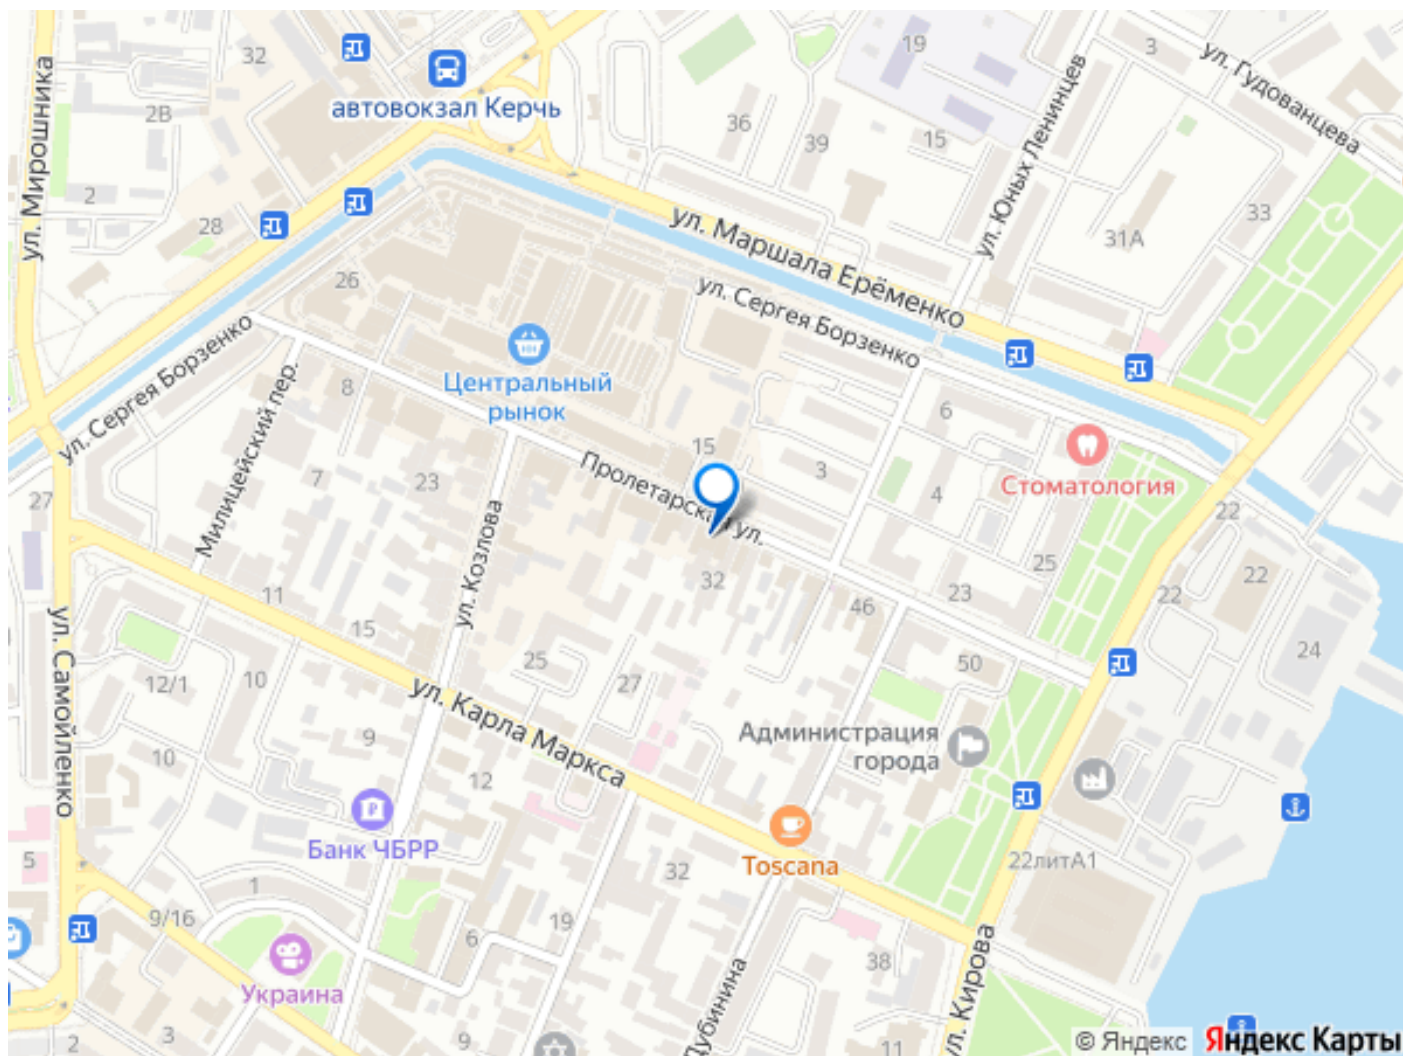 32
19
3
ул. Гудованцева
автовокзал Керчь
2В
36
39
15
ул. Юных Ленинцев
ул. Мирошника
2
28
33
31А
ул. Маршала Ерёменко
26
ул. Сергея Борзенко
ул. Сергея Борзенко
Центральный
рынок
8
6
Милицейский пер.
15
Пролетарская ул.
3
4
Стоматология
7
23
27
22
25
22
22
ул. Козлова
32
46
23
24
11
15
25
27
50
12/1
10
ул. Самойленко
ул. Карла Маркса
Администрация
города
10
9
12
Банк ЧБРР
Toscana
5
1
32
22литА1
9/16
19
6
38
Украина
ул. Кирова
Дубинина
2
3
9
11
© Яндекс Яндекс Карты